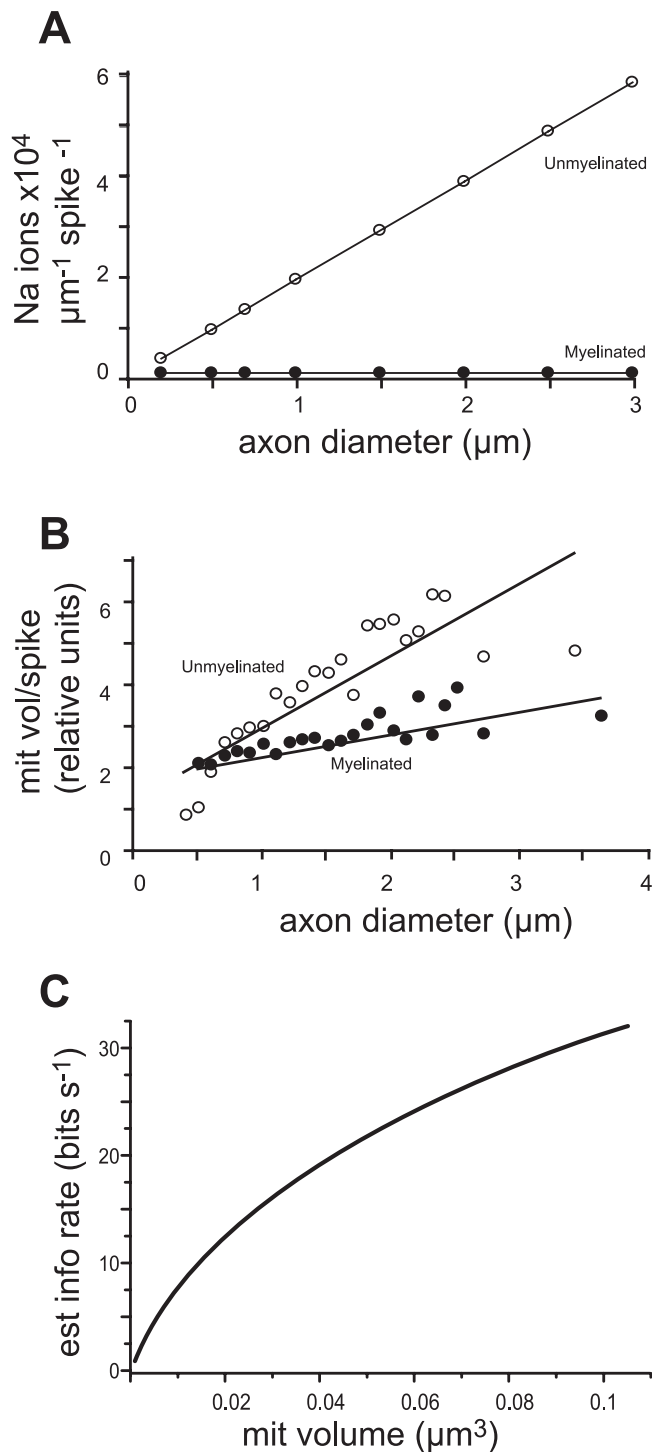 A
Na ions x10⁴
µm⁻¹ spike ⁻¹
6
4
2
0
Unmyelinated
Myelinated
0 1 2 3
axon diameter (µm)
B
mit vol/spike
(relative units)
6
4
2
0
Unmyelinated
Myelinated
0 1 2 3 4
axon diameter (µm)
C
est info rate (bits s⁻¹)
30
20
10
0
0.02 0.04 0.06 0.08 0.1
mit volume (µm³)